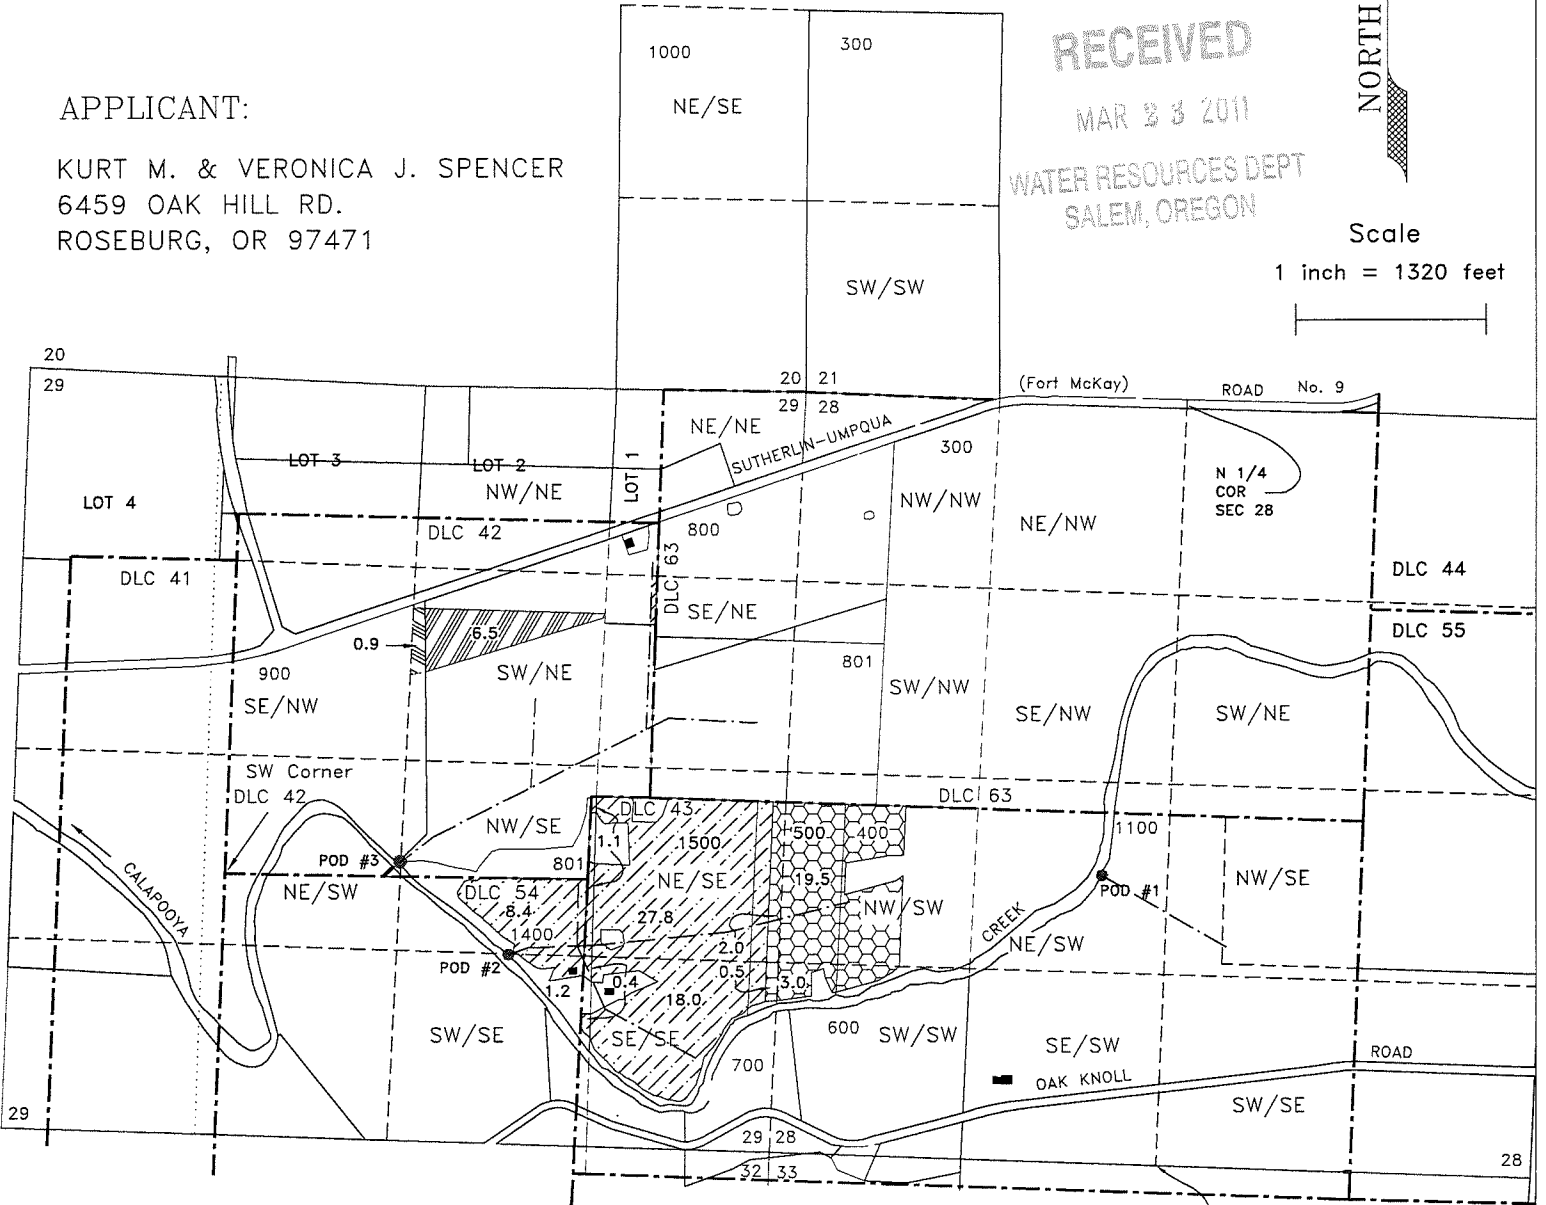 APPLICANT:
KURT M. & VERONICA J. SPENCER
6459 OAK HILL RD.
ROSEBURG, OR 97471
1000
300
NE/SE
SW/SW
RECEIVED
MAR 2011
WATER RESOURCES DEPT
SALEM, OREGON
NORTH
Scale
1 inch = 1320 feet
20
29
20 21
29 28
(Fort McKay)
ROAD No. 9
NE/NE
SUTHERLIN-UMPQUA
300
LOT 3
LOT 2
LOT 1
NW/NE
LOT 4
N 1/4
COR
SEC 28
NW/NW
NE/NW
DLC 42
800
DLC 63
DLC 41
DLC 44
SE/NE
DLC 55
0.9
6.5
900
SW/NE
801
SE/NW
SW/NW
SE/NW
SW/NE
SW Corner
DLC 42
DLC 63
DLC 43
NW/SE
1.1
1500
500
400
1100
POD #3
801
CALAPOOYA
NE/SW
DLC 54
NE/SE
19.5
POD #1
NW/SE
8.4
27.8
NW/SW
CREEK
1400
2.0
NE/SW
POD #2
0.5
1.2
0.4
3.0
18.0
SW/SE
SE/SE
600
SW/SW
SE/SW
ROAD
700
OAK KNOLL
SW/SE
29
29 28
32 33
28